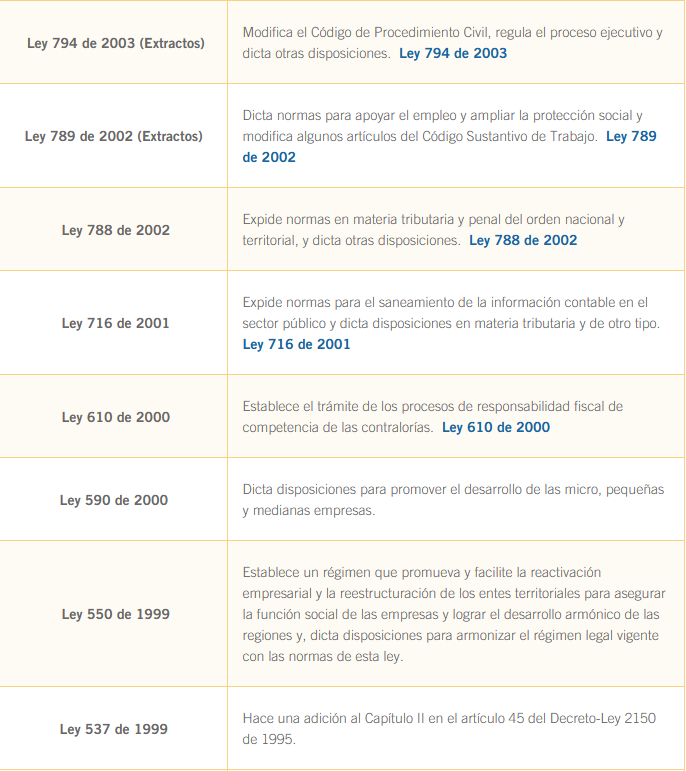 Ley 794 de 2003 (Extractos)
Modifica el Código de Procedimiento Civil, regula el proceso ejecutivo y
dicta otras disposiciones. Ley 794 de 2003
Ley 789 de 2002 (Extractos)
Dicta normas para apoyar el empleo y ampliar la protección social y
modifica algunos artículos del Código Sustantivo de Trabajo. Ley 789
de 2002
Ley 788 de 2002
Expide normas en materia tributaria y penal del orden nacional y
territorial, y dicta otras disposiciones. Ley 788 de 2002
Ley 716 de 2001
Expide normas para el saneamiento de la información contable en el
sector público y dicta disposiciones en materia tributaria y de otro tipo.
Ley 716 de 2001
Ley 610 de 2000
Establece el trámite de los procesos de responsabilidad fiscal de
competencia de las contralorías. Ley 610 de 2000
Ley 590 de 2000
Dicta disposiciones para promover el desarrollo de las micro, pequeñas
y medianas empresas.
Ley 550 de 1999
Establece un régimen que promueva y facilite la reactivación
empresarial y la reestructuración de los entes territoriales para asegurar
la función social de las empresas y lograr el desarrollo armónico de las
regiones y, dicta disposiciones para armonizar el régimen legal vigente
con las normas de esta ley.
Ley 537 de 1999
Hace una adición al Capítulo II en el artículo 45 del Decreto-Ley 2150
de 1995.